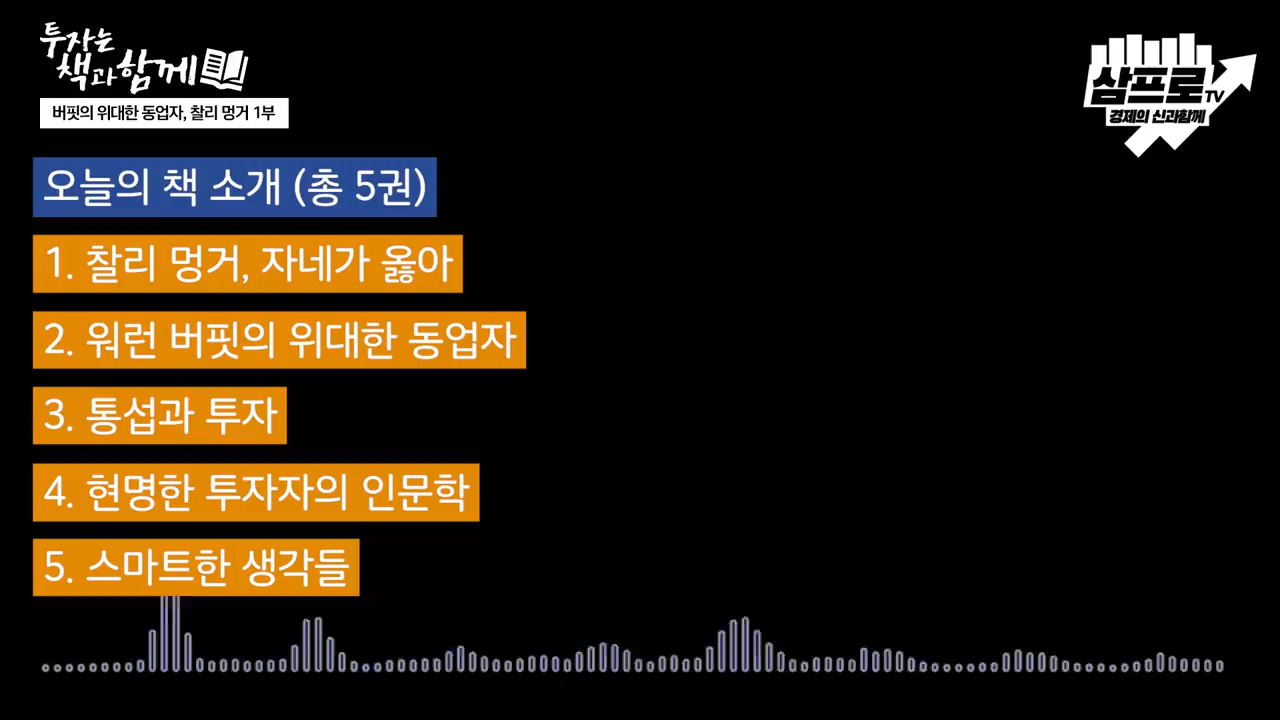 투자는
책과 함께
버핏의 위대한 동업자, 찰리 멍거 1부
삼프로TV
경제의 신과함께
오늘의 책 소개 (총 5권)
1. 찰리 멍거, 자네가 옳아
2. 워런 버핏의 위대한 동업자
3. 통섭과 투자
4. 현명한 투자자의 인문학
5. 스마트한 생각들